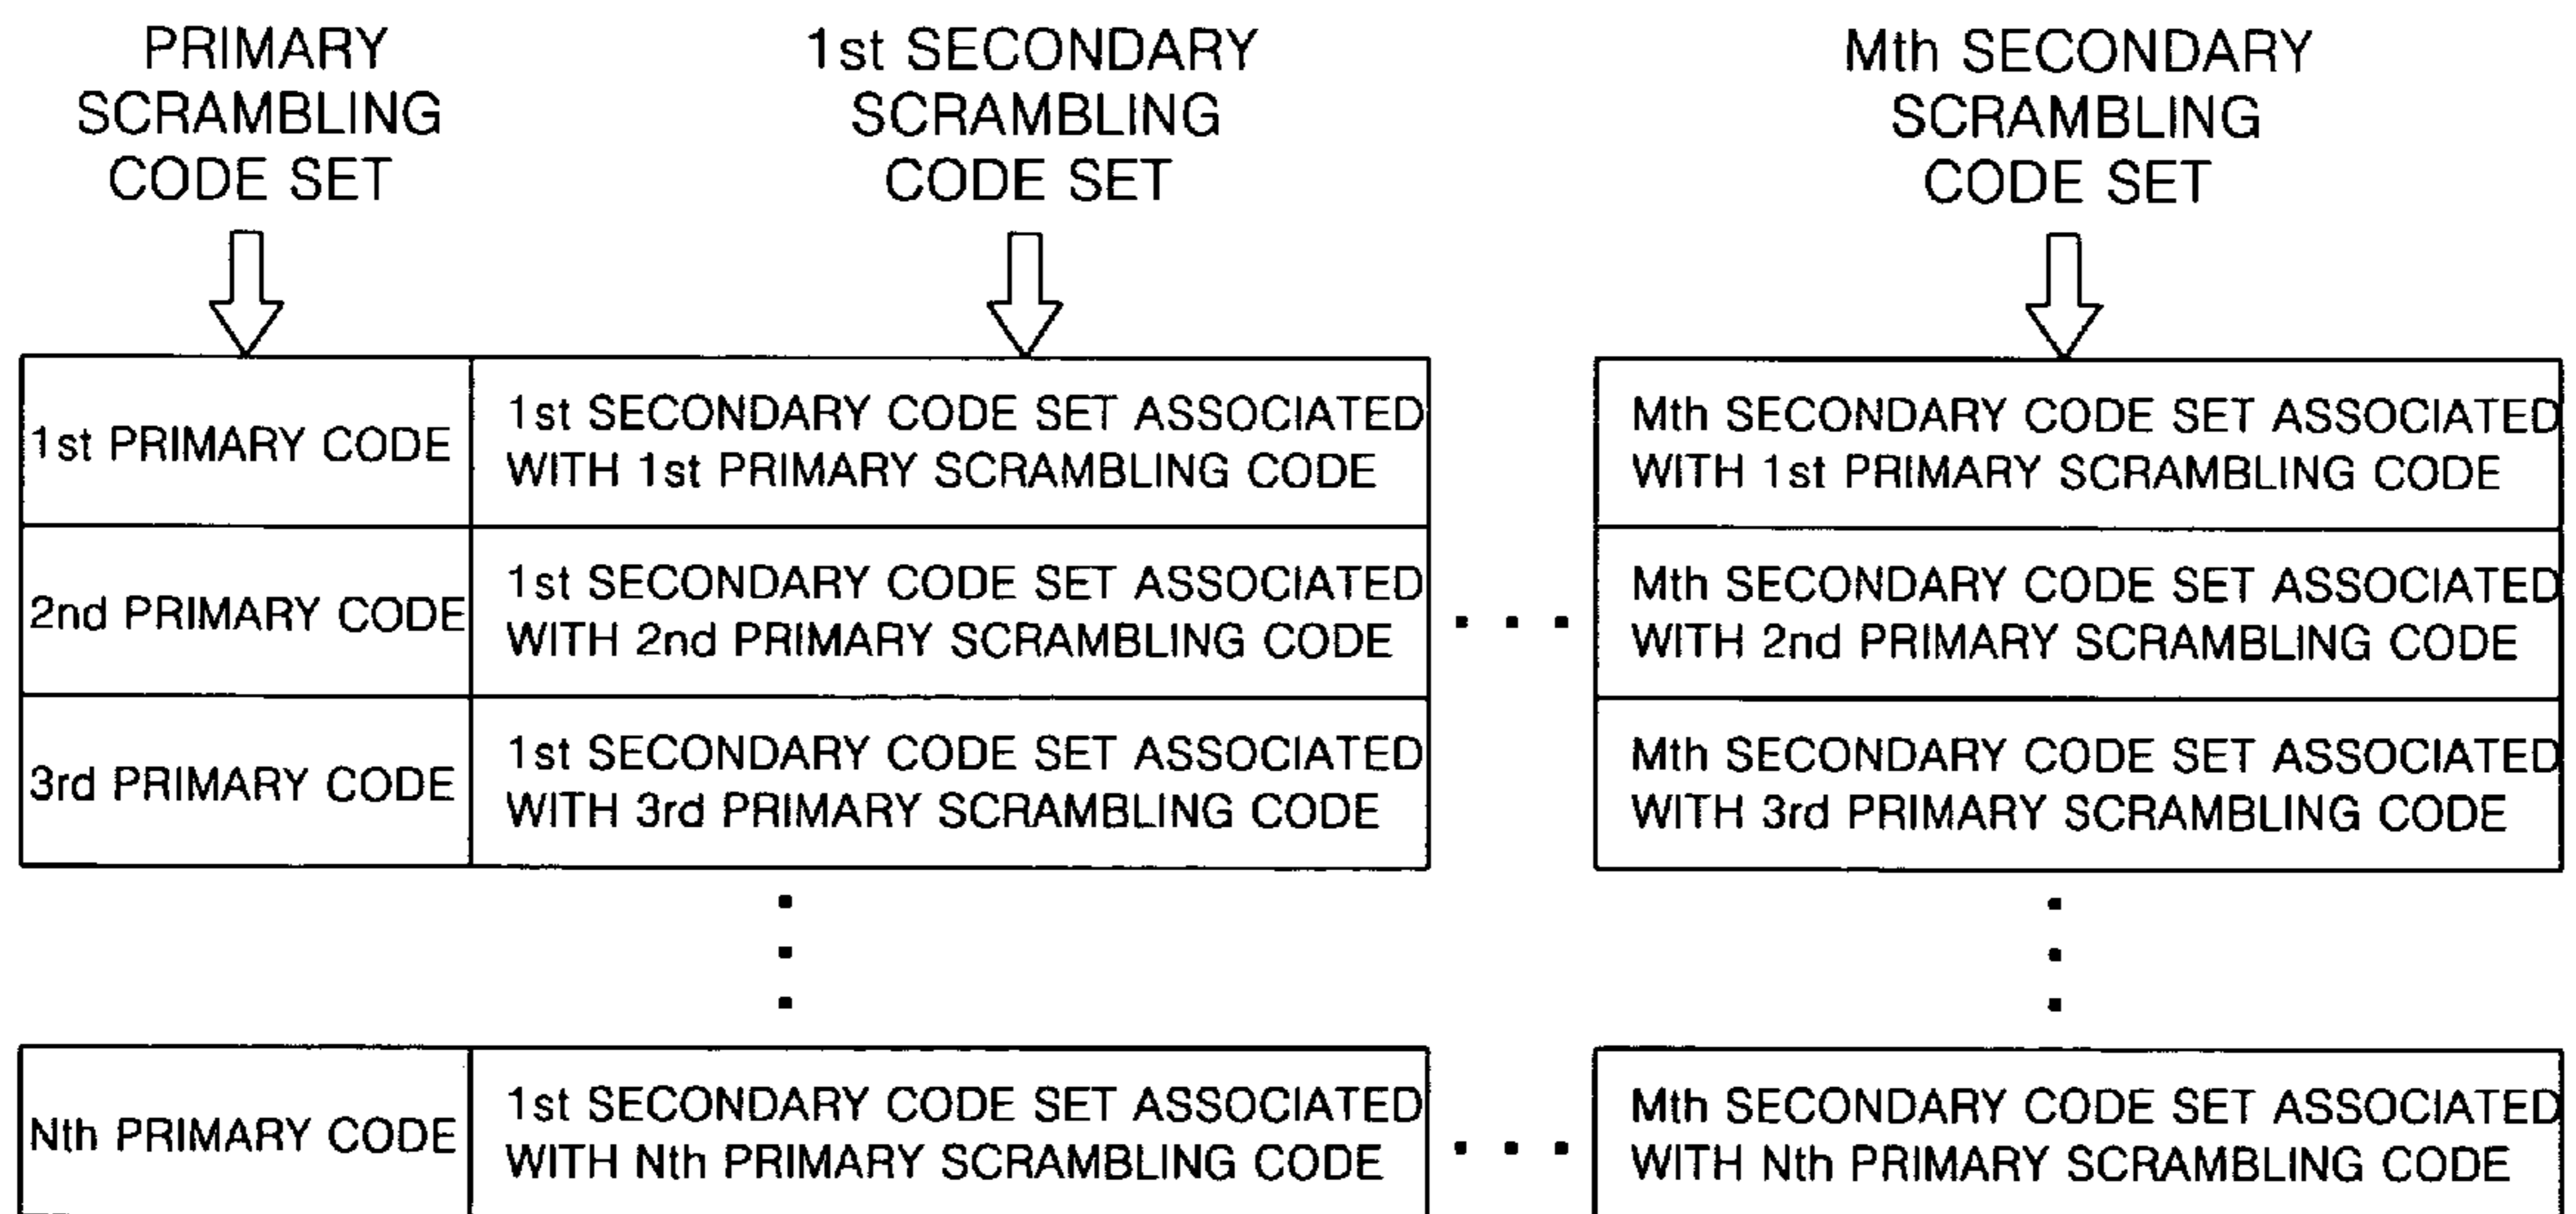 PRIMARY
SCRAMBLING
CODE SET
1st SECONDARY
SCRAMBLING
CODE SET
Mth SECONDARY
SCRAMBLING
CODE SET
1st PRIMARY CODE
1st SECONDARY CODE SET ASSOCIATED
WITH 1st PRIMARY SCRAMBLING CODE
Mth SECONDARY CODE SET ASSOCIATED
WITH 1st PRIMARY SCRAMBLING CODE
2nd PRIMARY CODE
1st SECONDARY CODE SET ASSOCIATED
WITH 2nd PRIMARY SCRAMBLING CODE
Mth SECONDARY CODE SET ASSOCIATED
WITH 2nd PRIMARY SCRAMBLING CODE
3rd PRIMARY CODE
1st SECONDARY CODE SET ASSOCIATED
WITH 3rd PRIMARY SCRAMBLING CODE
Mth SECONDARY CODE SET ASSOCIATED
WITH 3rd PRIMARY SCRAMBLING CODE
Nth PRIMARY CODE
1st SECONDARY CODE SET ASSOCIATED
WITH Nth PRIMARY SCRAMBLING CODE
Mth SECONDARY CODE SET ASSOCIATED
WITH Nth PRIMARY SCRAMBLING CODE